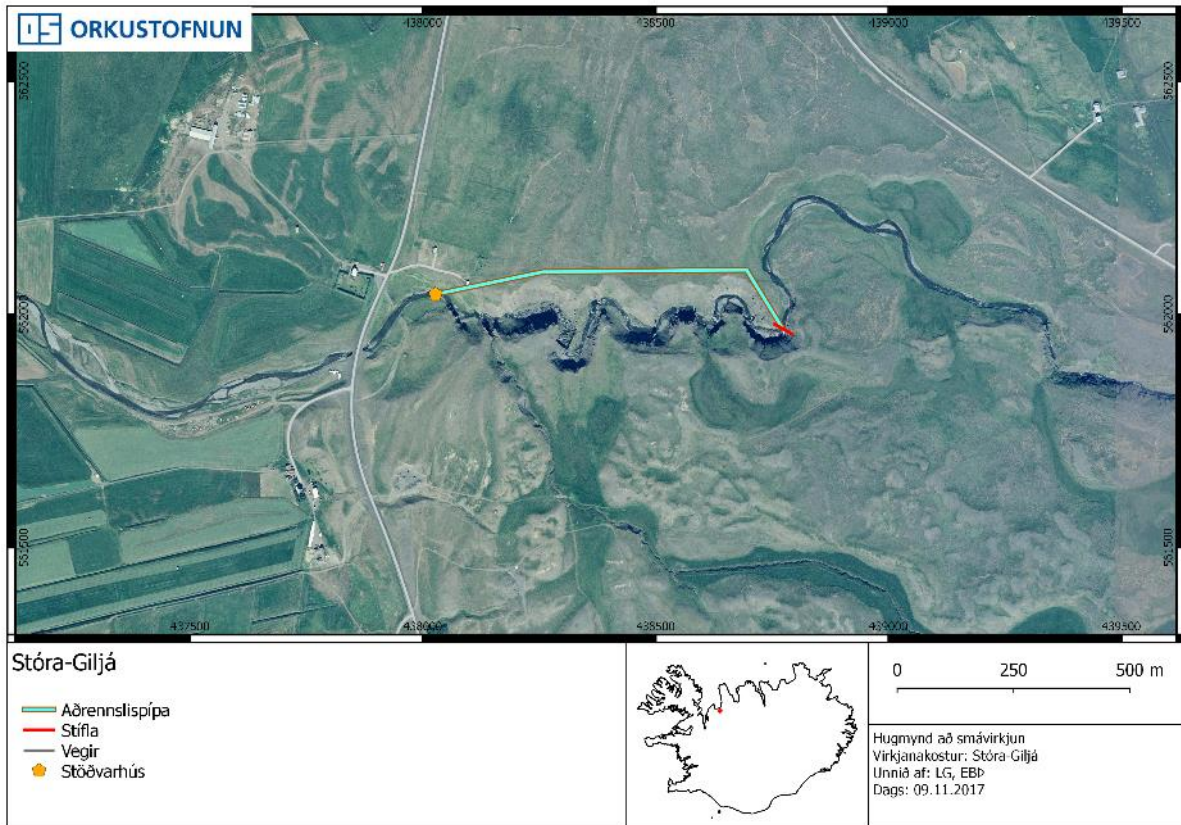 OS ORKUSTOFNUN
438000 438500 439000 439500
562500 562500
562000 562000
561500 561500
437500 438000 438500 439000 439500
Stóra-Giljá
Aðrennslispípa
Stífla
Vegir
Stöðvarhús
0 250 500 m
Hugmynd að smávirkjun
Virkjanakostur: Stóra-Giljá
Unnið af: LG, EBÞ
Dags: 09.11.2017